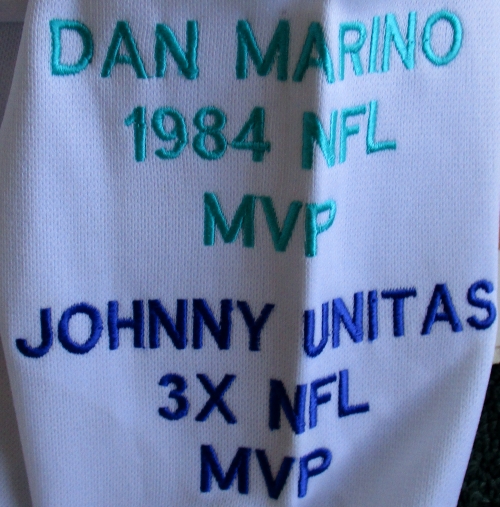 DAN MARINO
1984 NFL
MVP
JOHNNY UNITAS
3X NFL
MVP